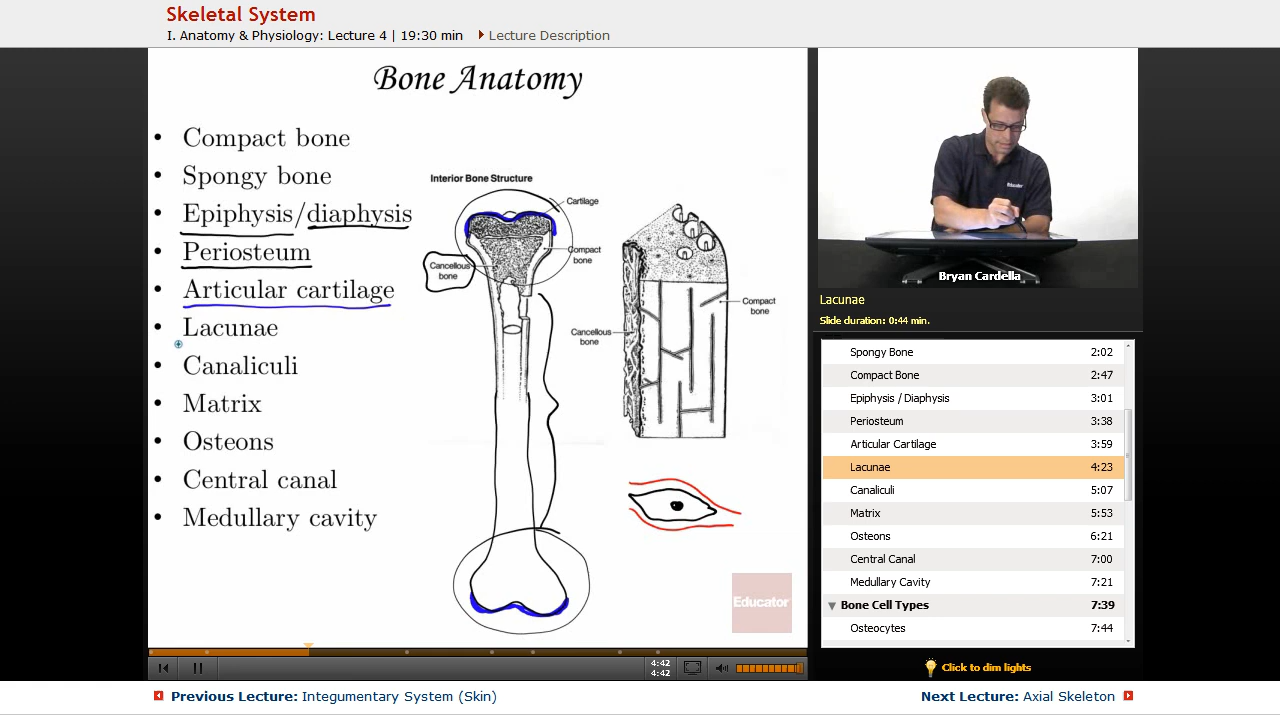 Skeletal System
I. Anatomy & Physiology: Lecture 4 | 19:30 min
Lecture Description
Bone Anatomy
• Compact bone
• Spongy bone
• Epiphysis/diaphysis
• Periosteum
• Articular cartilage
• Lacunae
• Canaliculi
• Matrix
• Osteons
• Central canal
• Medullary cavity
Interior Bone Structure
Cartilage
Compact
bone
Cancellous
bone
Compact
bone
Cancellous
bone
Educator
Educator
Bryan Cardella
Lacunae
Slide duration: 0:44 min.
Spongy Bone 2:02
Compact Bone 2:47
Epiphysis / Diaphysis 3:01
Periosteum 3:38
Articular Cartilage 3:59
Lacunae 4:23
Canaliculi 5:07
Matrix 5:53
Osteons 6:21
Central Canal 7:00
Medullary Cavity 7:21
Bone Cell Types 7:39
Osteocytes 7:44
4:42
4:42
Click to dim lights
Previous Lecture: Integumentary System (Skin)
Next Lecture: Axial Skeleton